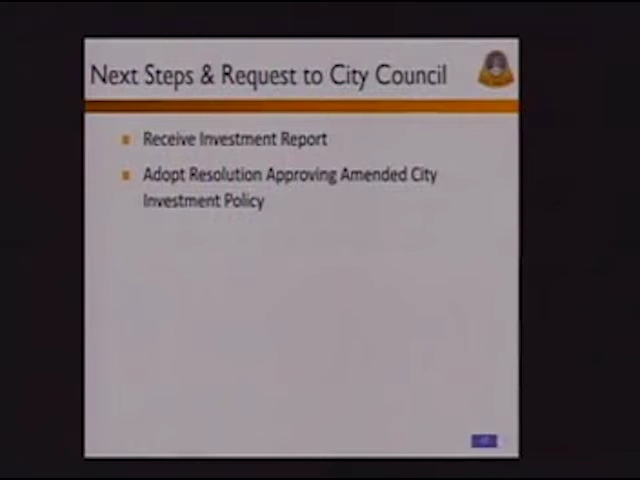 Next Steps & Request to City Council
Receive Investment Report
Adopt Resolution Approving Amended City
Investment Policy